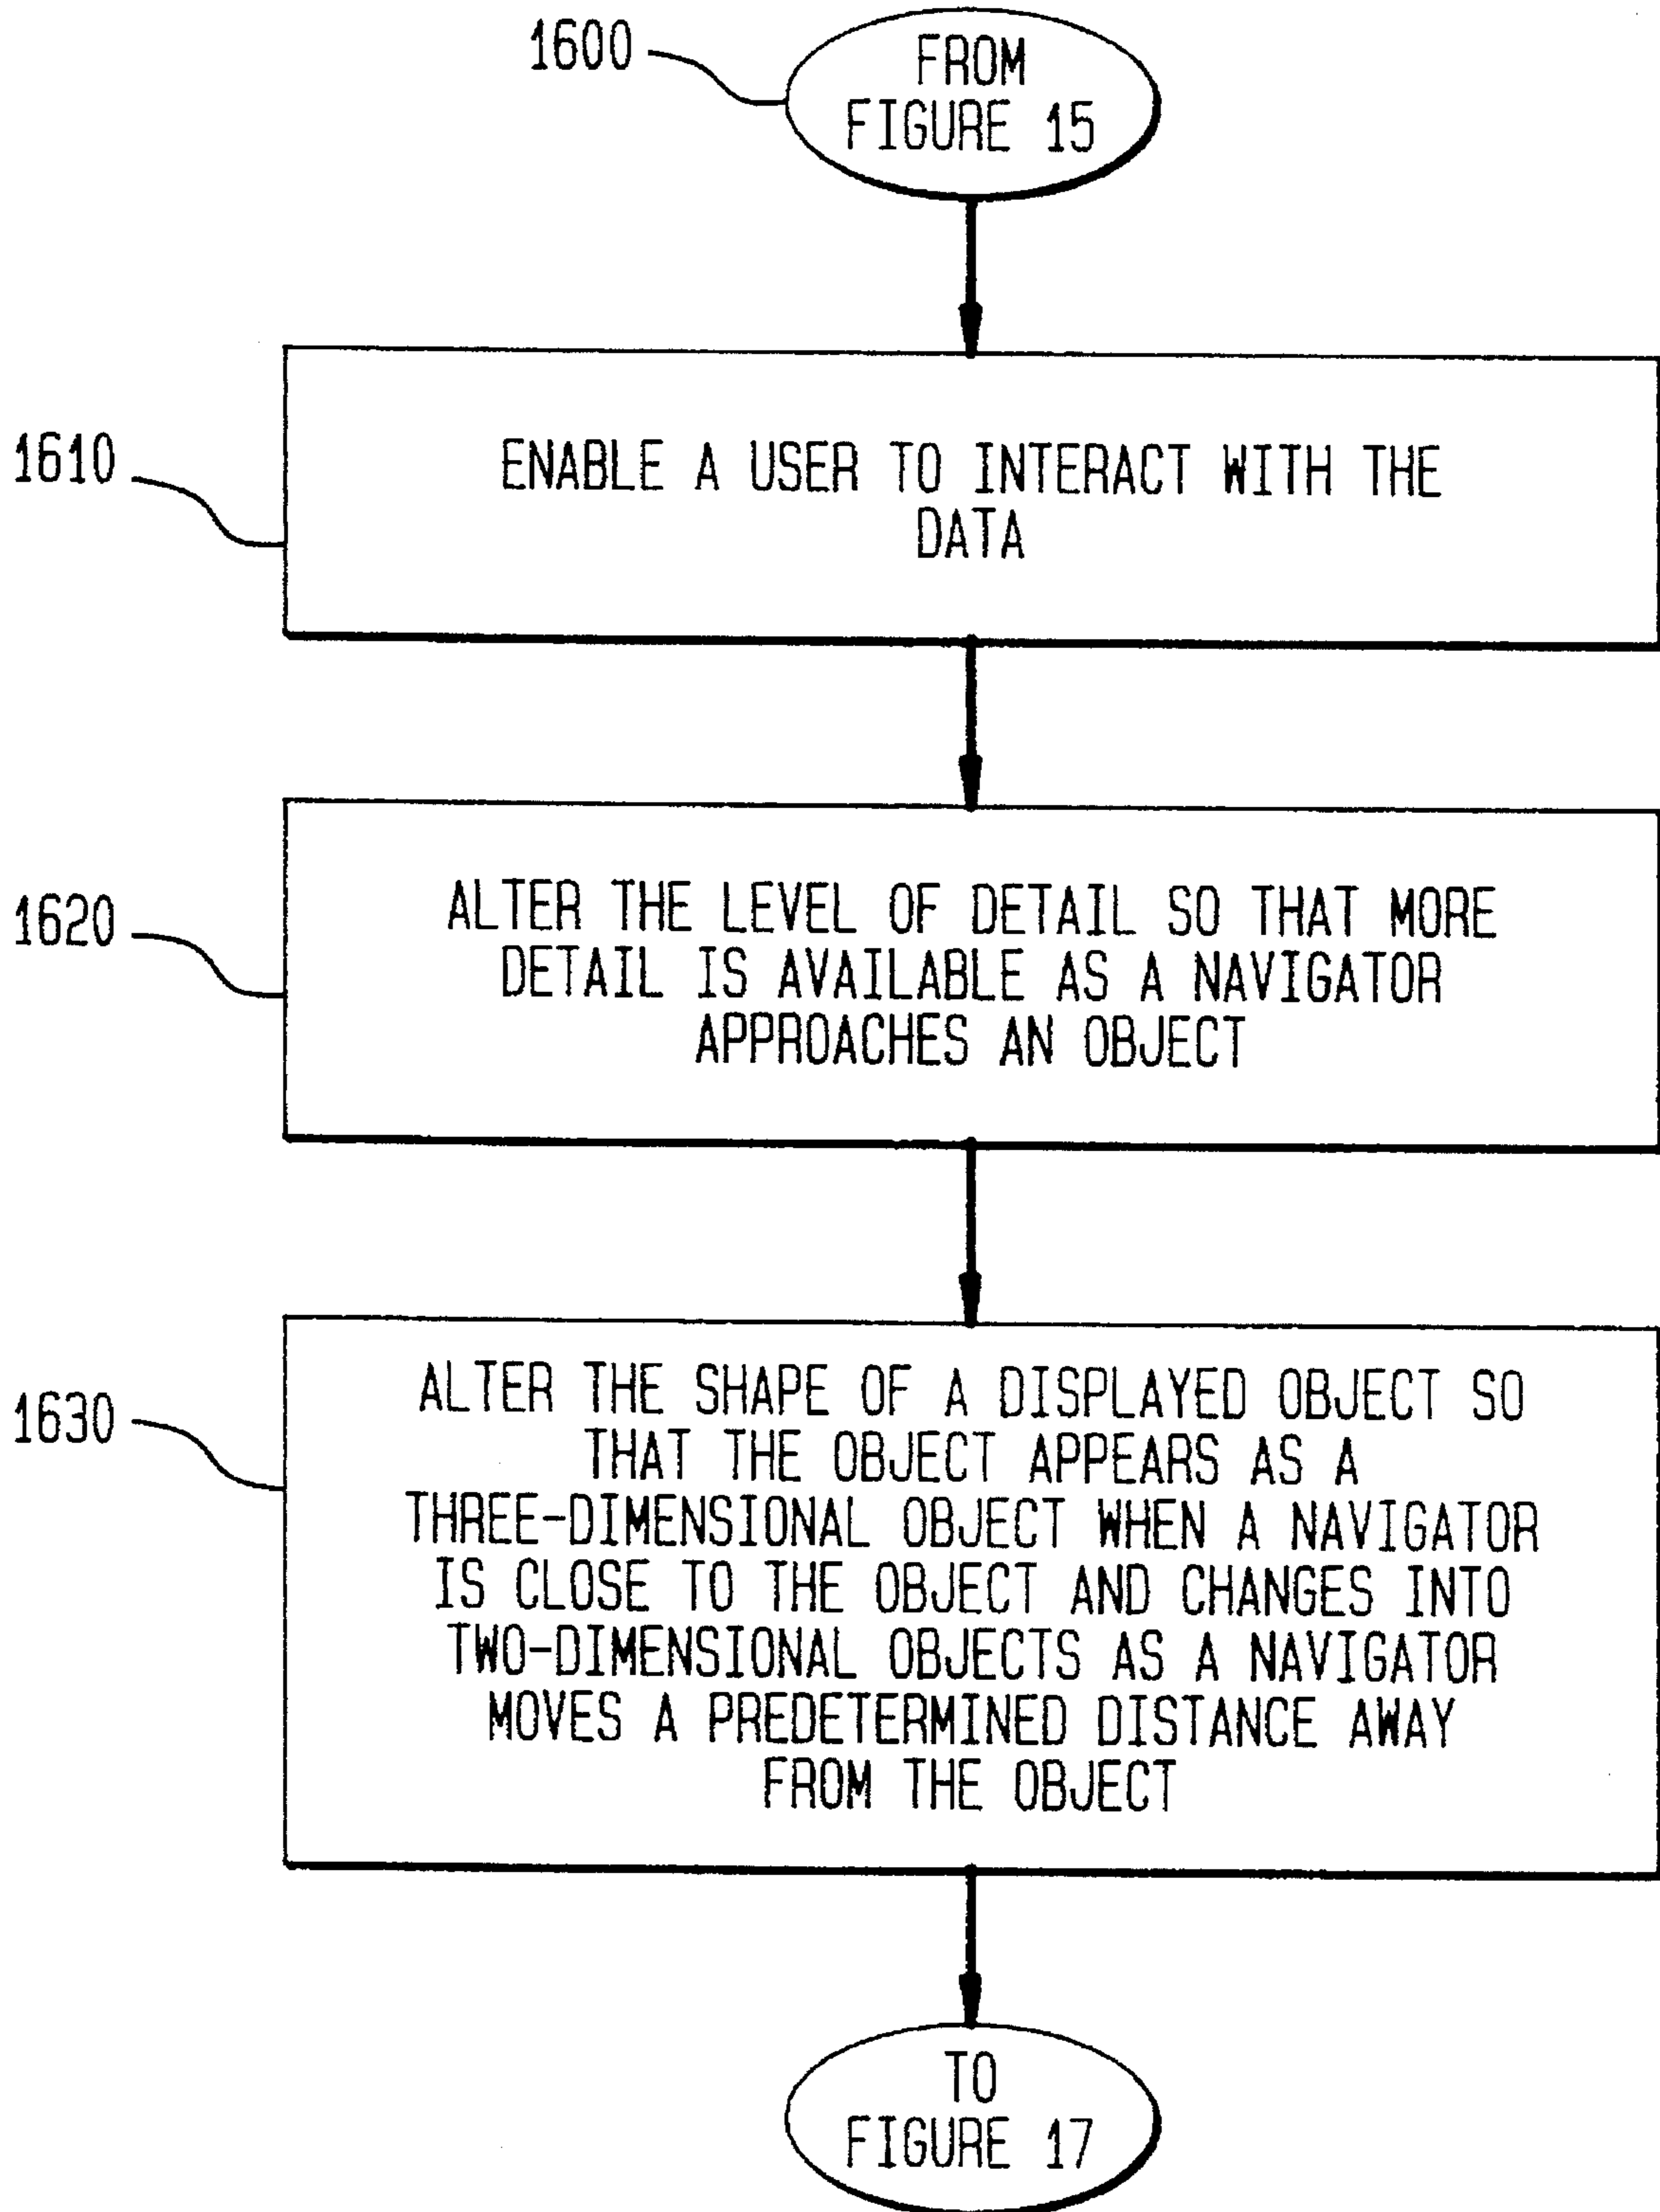 1600
FROM
FIGURE 15
1610
ENABLE A USER TO INTERACT WITH THE
DATA
1620
ALTER THE LEVEL OF DETAIL SO THAT MORE
DETAIL IS AVAILABLE AS A NAVIGATOR
APPROACHES AN OBJECT
1630
ALTER THE SHAPE OF A DISPLAYED OBJECT SO
THAT THE OBJECT APPEARS AS A
THREE-DIMENSIONAL OBJECT WHEN A NAVIGATOR
IS CLOSE TO THE OBJECT AND CHANGES INTO
TWO-DIMENSIONAL OBJECTS AS A NAVIGATOR
MOVES A PREDETERMINED DISTANCE AWAY
FROM THE OBJECT
TO
FIGURE 17